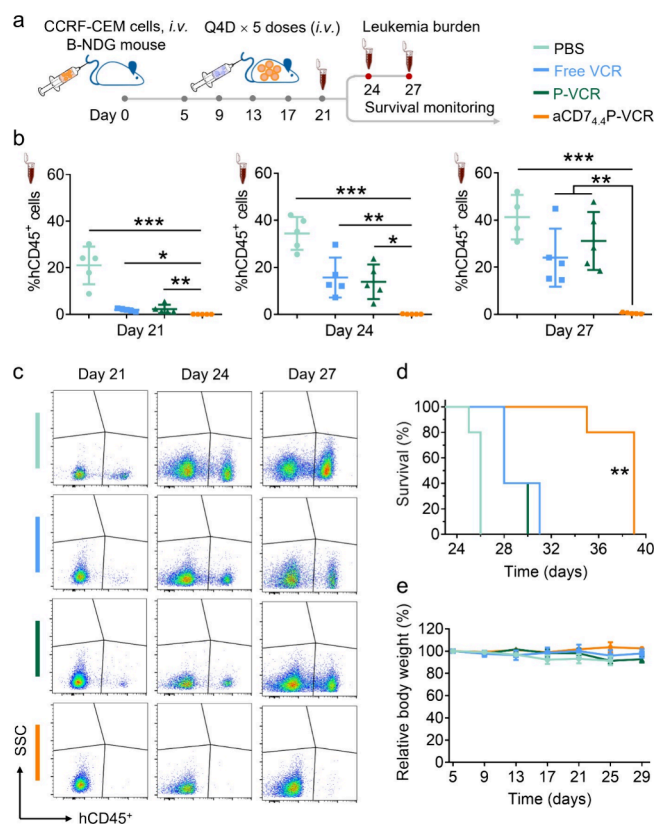 a
CCRF-CEM cells, i.v.
B-NDG mouse
Q4D × 5 doses (i.v.)
Leukemia burden
24 27
Survival monitoring
Day 0 5 9 13 17 21
PBS
Free VCR
P-VCR
aCD7₄.₄P-VCR
b
%hCD45⁺ cells
60
40
20
0
***
*
**
Day 21
%hCD45⁺ cells
60
40
20
0
***
**
*
Day 24
%hCD45⁺ cells
60
40
20
0
***
**
Day 27
c
Day 21 Day 24 Day 27
SSC
hCD45⁺
d
Survival (%)
100
80
60
40
20
0
**
24 28 32 36 40
Time (days)
e
Relative body weight (%)
120
100
80
60
40
20
0
5 9 13 17 21 25 29
Time (days)